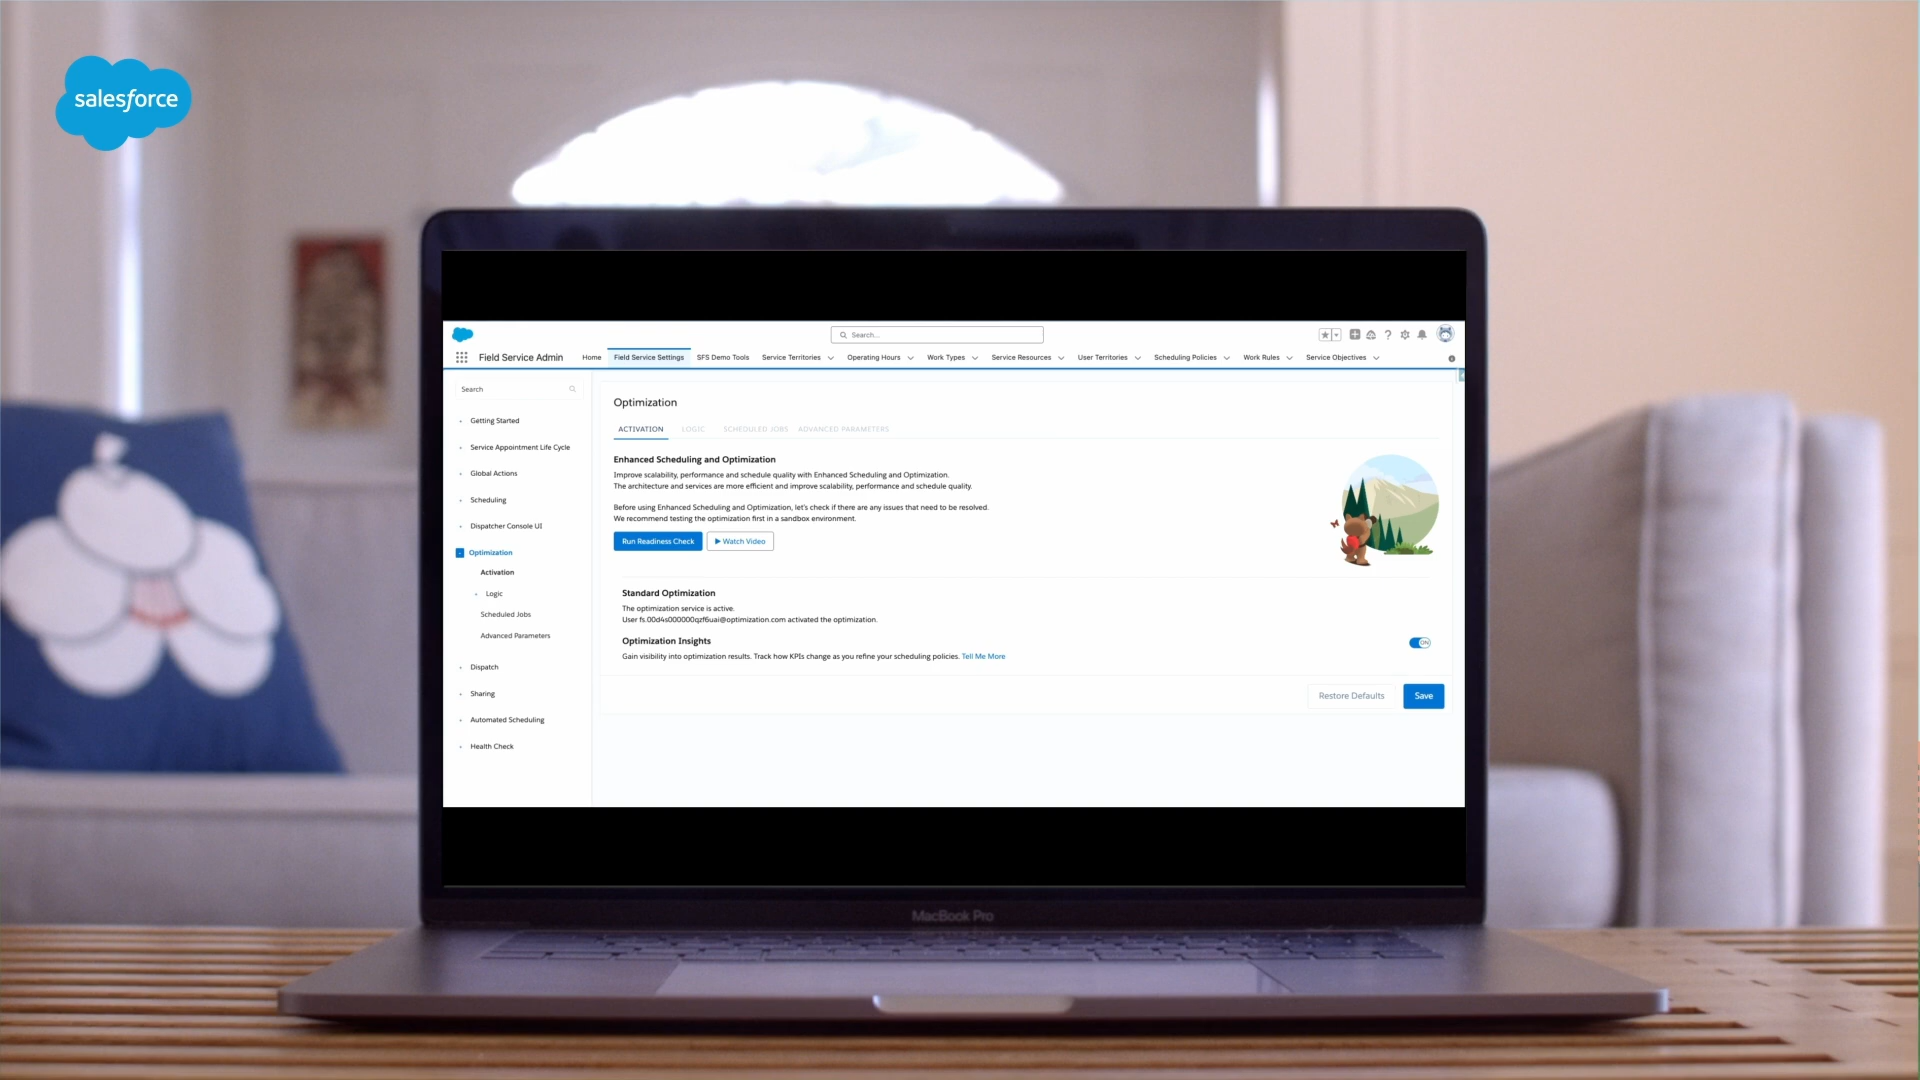 salesforce
Search...
Field Service Admin Home Field Service Settings SFS Demo Tools Service Territories Operating Hours Work Types Service Resources User Territories Scheduling Policies Work Rules Service Objectives
Search
Getting Started
Service Appointment Life Cycle
Global Actions
Scheduling
Dispatcher Console UI
Optimization
Activation
Logic
Scheduled Jobs
Advanced Parameters
Dispatch
Sharing
Automated Scheduling
Health Check
Optimization
ACTIVATION LOGIC SCHEDULED JOBS ADVANCED PARAMETERS
Enhanced Scheduling and Optimization
Improve scalability, performance and schedule quality with Enhanced Scheduling and Optimization.
The architecture and services are more efficient and improve scalability, performance and schedule quality.
Before using Enhanced Scheduling and Optimization, let's check if there are any issues that need to be resolved.
We recommend testing the optimization first in a sandbox environment.
Run Readiness Check Watch Video
Standard Optimization
The optimization service is active.
User fs.00d4s000000qzf6uai@optimization.com activated the optimization.
Optimization Insights
ON
Gain visibility into optimization results. Track how KPIs change as you refine your scheduling policies. Tell Me More
Restore Defaults Save
MacBook Pro